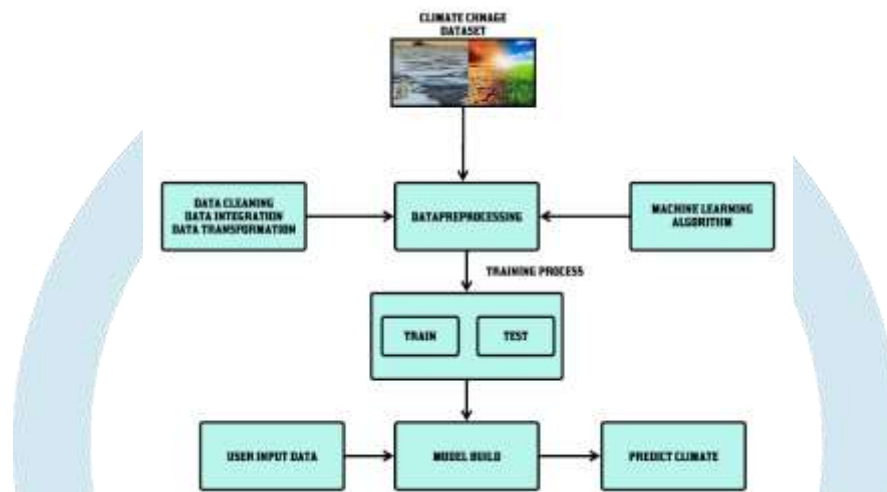 CLIMATE CHNAGE
DATASET
DATA CLEANING
DATA INTEGRATION
DATA TRANSFORMATION
DATAPREPROCESSING
MACHINE LEARNING
ALGORITHM
TRAINING PROCESS
TRAIN
TEST
USER INPUT DATA
MODEL BUILD
PREDICT CLIMATE